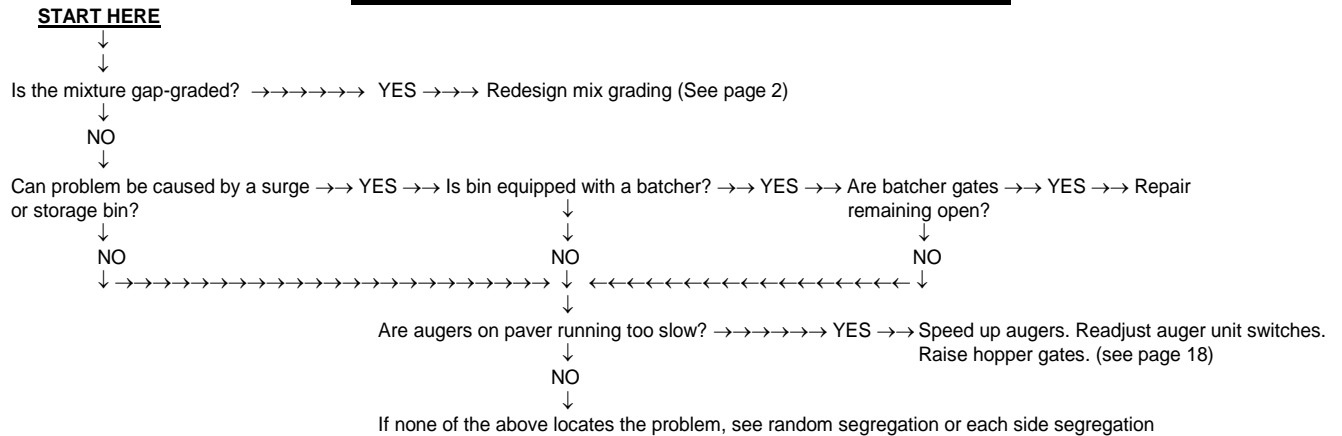 START HERE
↓
↓
Is the mixture gap-graded? →→→→→→ YES →→→ Redesign mix grading (See page 2)
↓
NO
↓
Can problem be caused by a surge →→ YES →→ Is bin equipped with a batcher? →→ YES →→ Are batcher gates →→ YES →→ Repair
or storage bin? ↓ remaining open?
↓ ↓ ↓
NO NO NO
↓ →→→→→→→→→→→→→→→→→→→→→→→ ↓ ←←←←←←←←←←←←←←←←← ↓
↓
Are augers on paver running too slow? →→→→→→ YES →→ Speed up augers. Readjust auger unit switches.
↓ Raise hopper gates. (see page 18)
NO
↓
If none of the above locates the problem, see random segregation or each side segregation